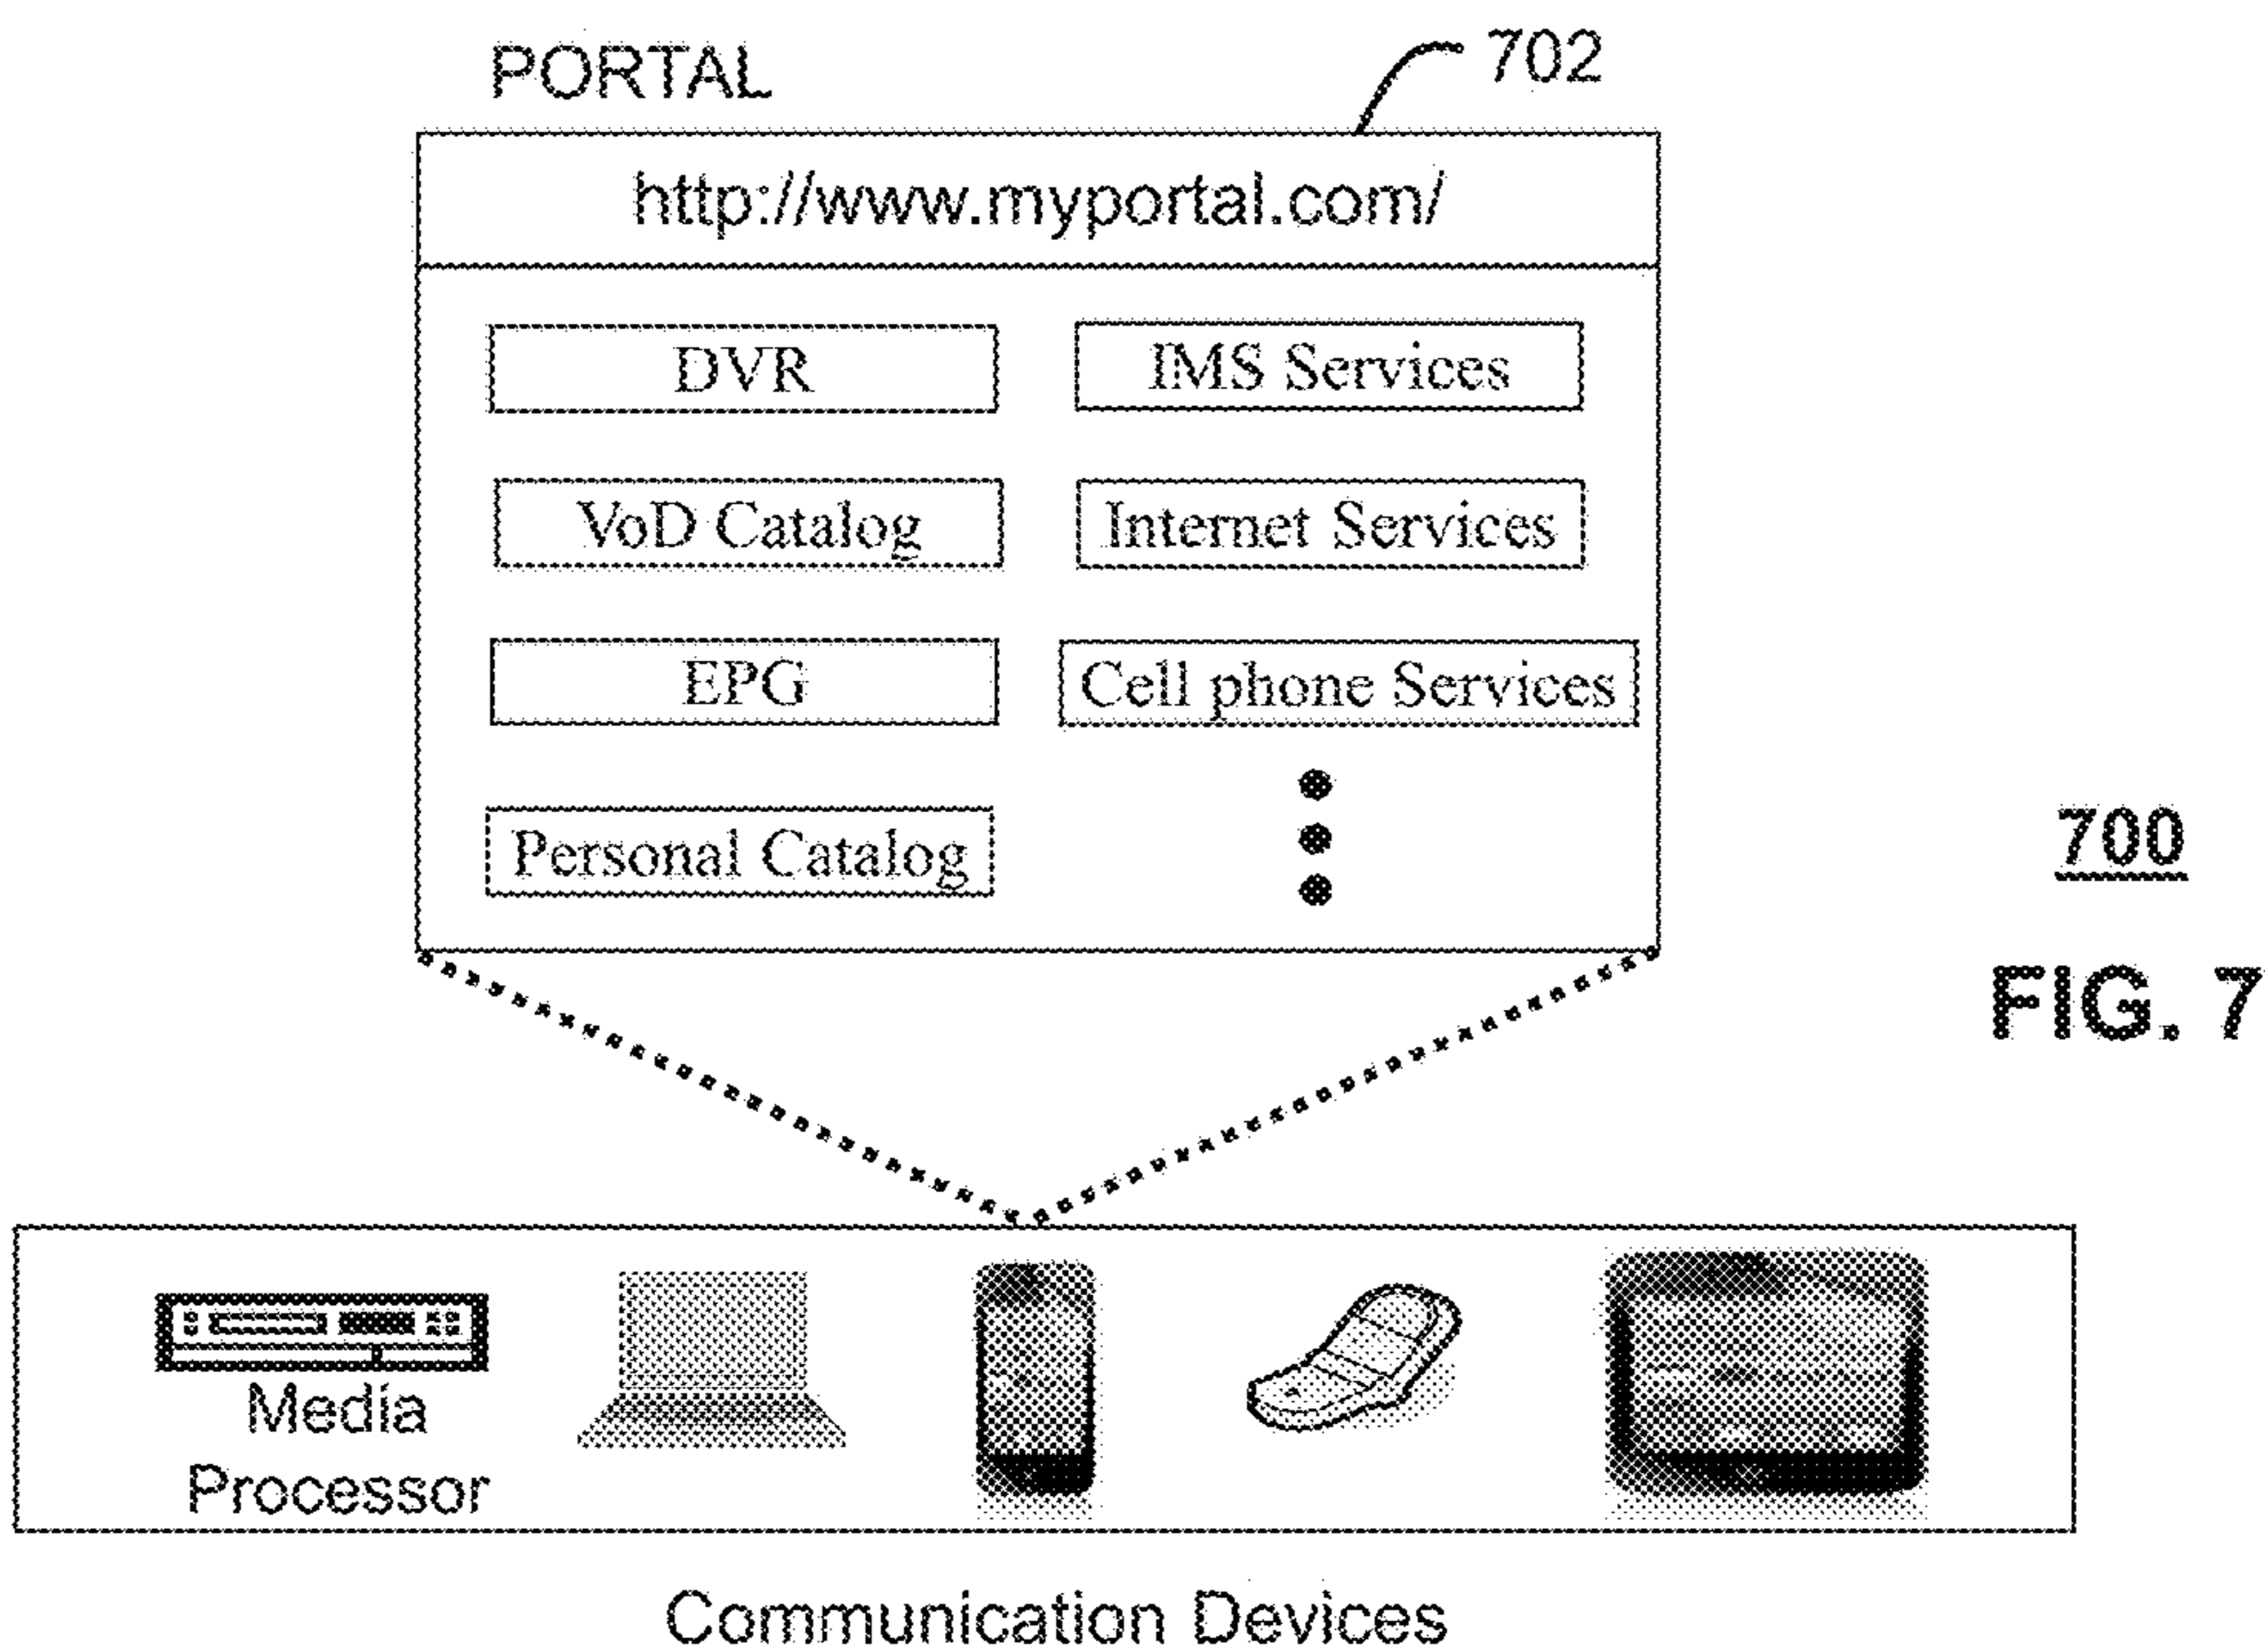 PORTAL
702
http://www.myportal.com/
DVR
IMS Services
VoD Catalog
Internet Services
EPG
Cell phone Services
Personal Catalog
700
FIG. 7
Media
Processor
Communication Devices